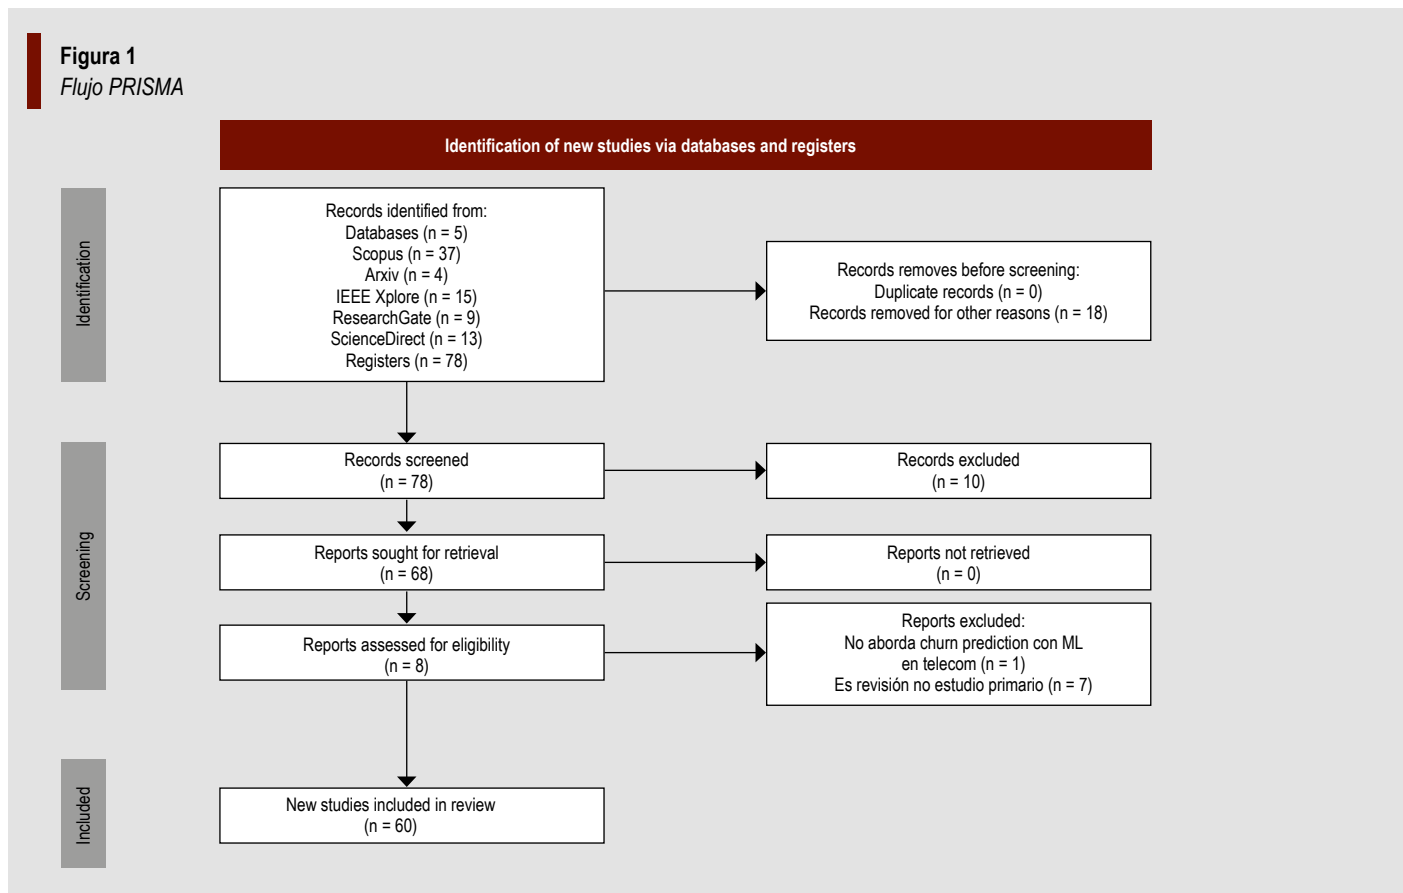 Figura 1
Flujo PRISMA
Identification of new studies via databases and registers
Identification
Records identified from:
Databases (n = 5)
Scopus (n = 37)
Arxiv (n = 4)
IEEE Xplore (n = 15)
ResearchGate (n = 9)
ScienceDirect (n = 13)
Registers (n = 78)
Records removes before screening:
Duplicate records (n = 0)
Records removed for other reasons (n = 18)
Screening
Records screened
(n = 78)
Records excluded
(n = 10)
Reports sought for retrieval
(n = 68)
Reports not retrieved
(n = 0)
Reports assessed for eligibility
(n = 8)
Reports excluded:
No aborda churn prediction con ML
en telecom (n = 1)
Es revisión no estudio primario (n = 7)
Included
New studies included in review
(n = 60)